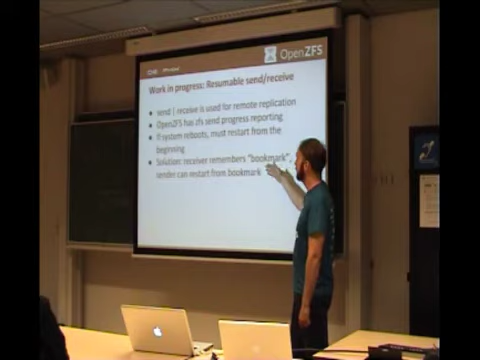 OpenZFS
Work in progress: Resumable send/receive
send | receive is used for remote replication
OpenZFS has zfs send progress reporting
If system reboots, must restart from the
beginning
Solution: receiver remembers "bookmark",
sender can restart from bookmark